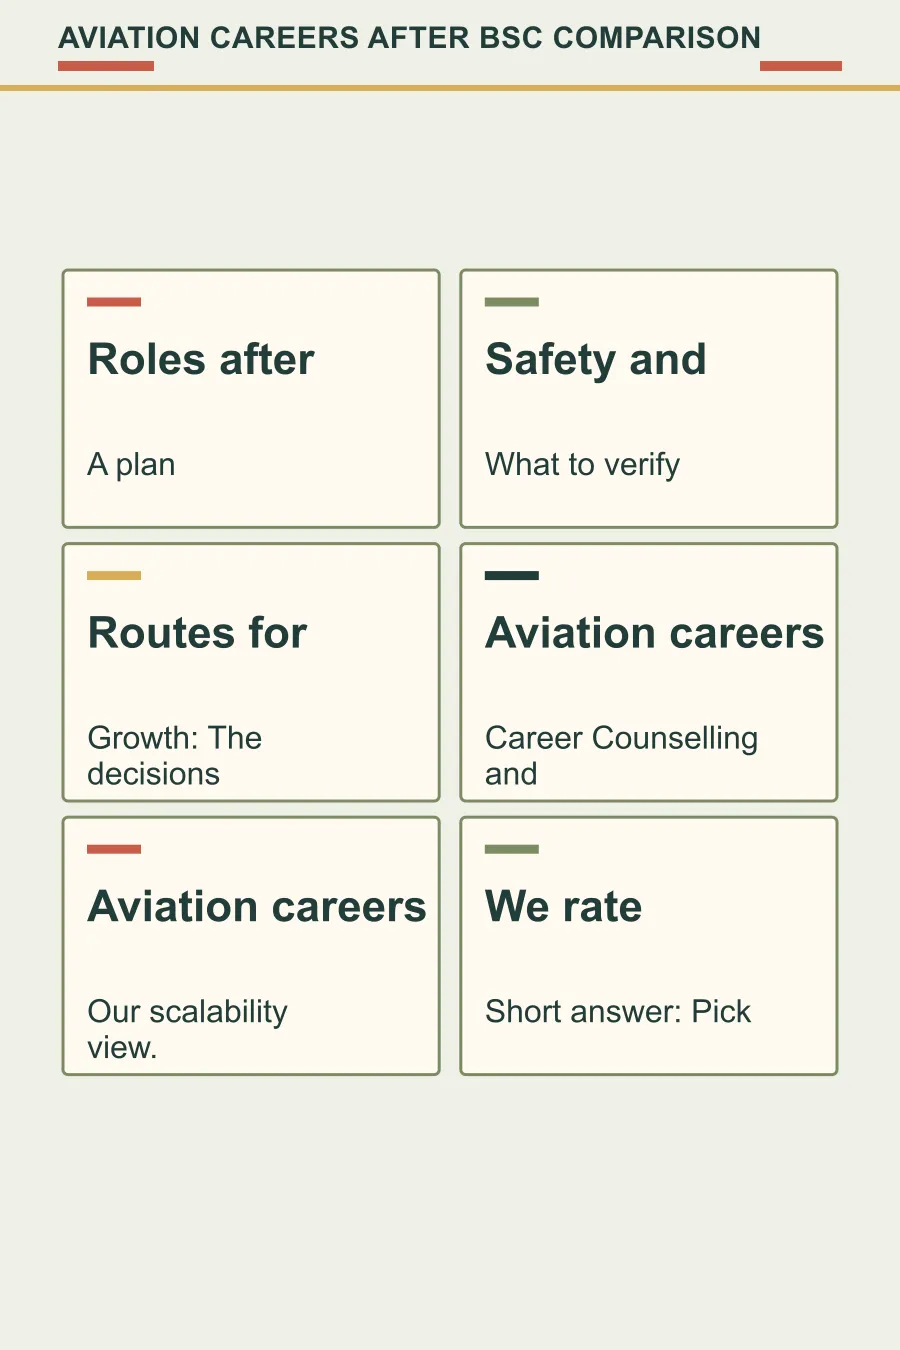 AVIATION CAREERS AFTER BSC COMPARISON
Roles after
A plan
Safety and
What to verify
Routes for
Growth: The
decisions
Aviation careers
Career Counselling
and
Aviation careers
Our scalability
view.
We rate
Short answer: Pick